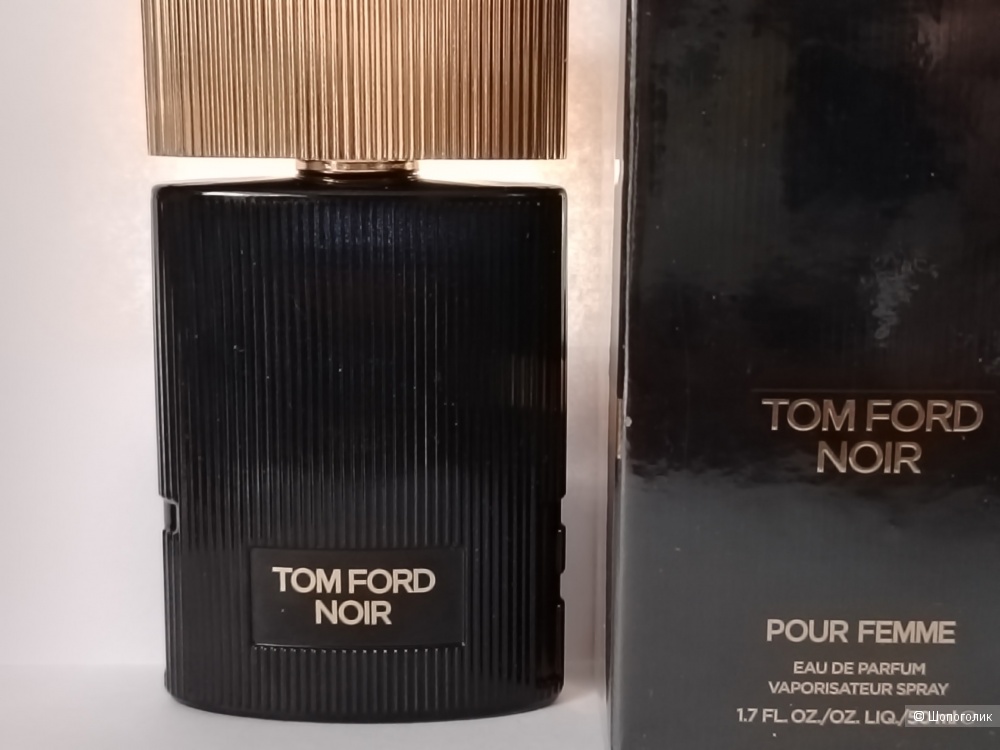 TOM FORD
NOIR
TOM FORD
NOIR
POUR FEMME
EAU DE PARFUM
VAPORISATEUR SPRAY
1.7 FL. OZ./OZ. LIQ./
© Шопоголик